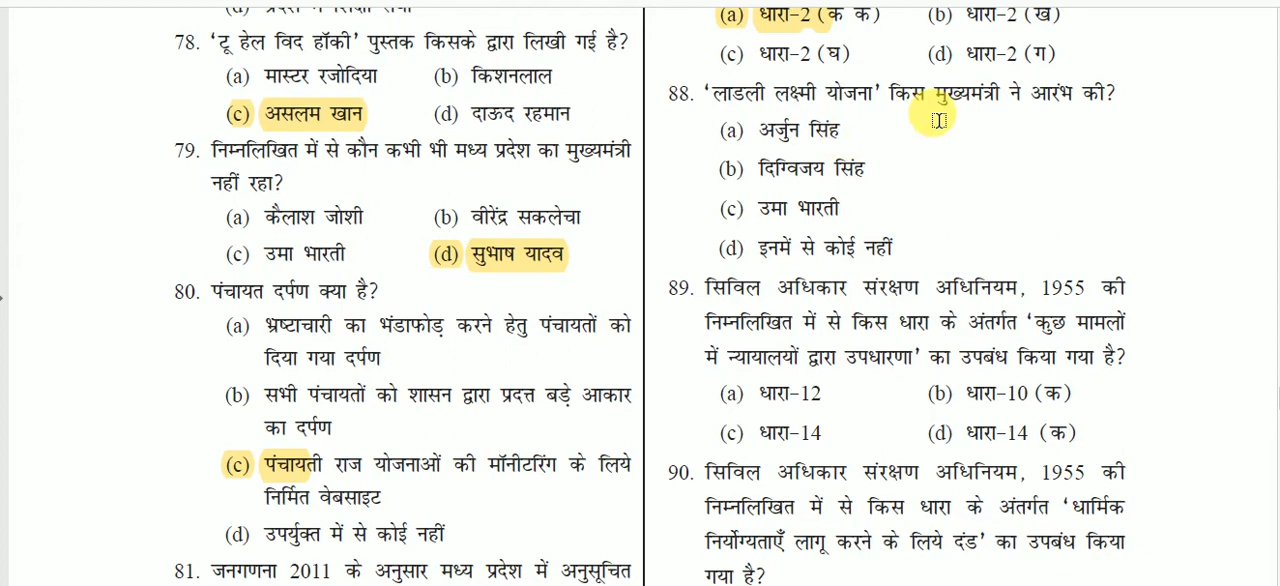 78. ‘टू हेल विद हॉकी’ पुस्तक किसके द्वारा लिखी गई है?
(a) मास्टर रजोदिया (b) किशनलाल
(c) असलम खान (d) दाऊद रहमान
79. निम्नलिखित में से कौन कभी भी मध्य प्रदेश का मुख्यमंत्री
नहीं रहा?
(a) कैलाश जोशी (b) वीरेंद्र सकलेचा
(c) उमा भारती (d) सुभाष यादव
80. पंचायत दर्पण क्या है?
(a) भ्रष्टाचारी का भंडाफोड़ करने हेतु पंचायतों को
दिया गया दर्पण
(b) सभी पंचायतों को शासन द्वारा प्रदत्त बड़े आकार
का दर्पण
(c) पंचायती राज योजनाओं की मॉनीटरिंग के लिये
निर्मित वेबसाइट
(d) उपर्युक्त में से कोई नहीं
81. जनगणना 2011 के अनुसार मध्य प्रदेश में अनुसूचित
(a) धारा-2 (क क) (b) धारा-2 (ख)
(c) धारा-2 (घ) (d) धारा-2 (ग)
88. ‘लाडली लक्ष्मी योजना’ किस मुख्यमंत्री ने आरंभ की?
(a) अर्जुन सिंह
(b) दिग्विजय सिंह
(c) उमा भारती
(d) इनमें से कोई नहीं
89. सिविल अधिकार संरक्षण अधिनियम, 1955 की
निम्नलिखित में से किस धारा के अंतर्गत ‘कुछ मामलों
में न्यायालयों द्वारा उपधारणा’ का उपबंध किया गया है?
(a) धारा-12 (b) धारा-10 (क)
(c) धारा-14 (d) धारा-14 (क)
90. सिविल अधिकार संरक्षण अधिनियम, 1955 की
निम्नलिखित में से किस धारा के अंतर्गत ‘धार्मिक
निर्योग्यताएँ लागू करने के लिये दंड’ का उपबंध किया
गया है?